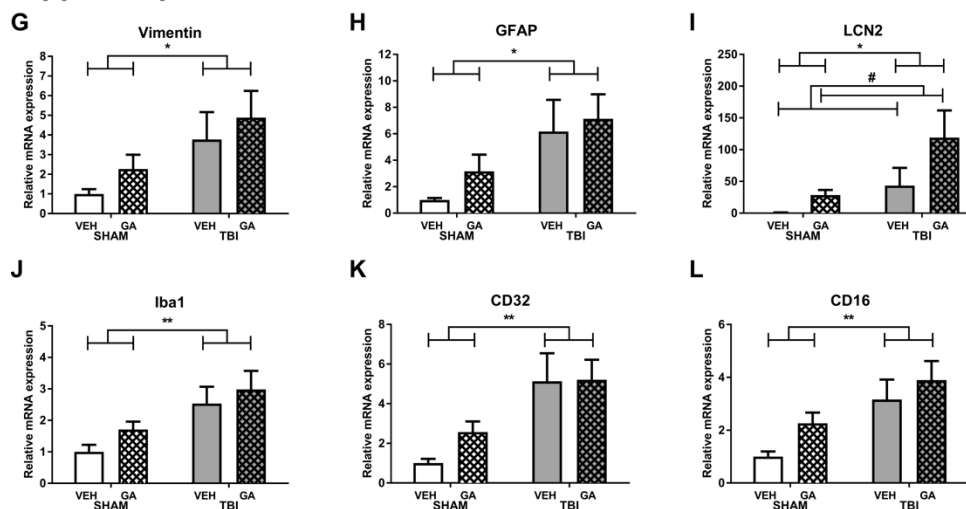 G
Vimentin
Relative mRNA expression
8
7
6
5
4
3
2
1
0
*
VEH GA VEH GA
SHAM TBI
H
GFAP
Relative mRNA expression
12
10
8
6
4
2
0
*
VEH GA VEH GA
SHAM TBI
I
LCN2
Relative mRNA expression
250
200
150
100
50
0
*
#
VEH GA VEH GA
SHAM TBI
J
Iba1
Relative mRNA expression
5
4
3
2
1
0
**
VEH GA VEH GA
SHAM TBI
K
CD32
Relative mRNA expression
8
6
4
2
0
**
VEH GA VEH GA
SHAM TBI
L
CD16
Relative mRNA expression
6
4
2
0
**
VEH GA VEH GA
SHAM TBI